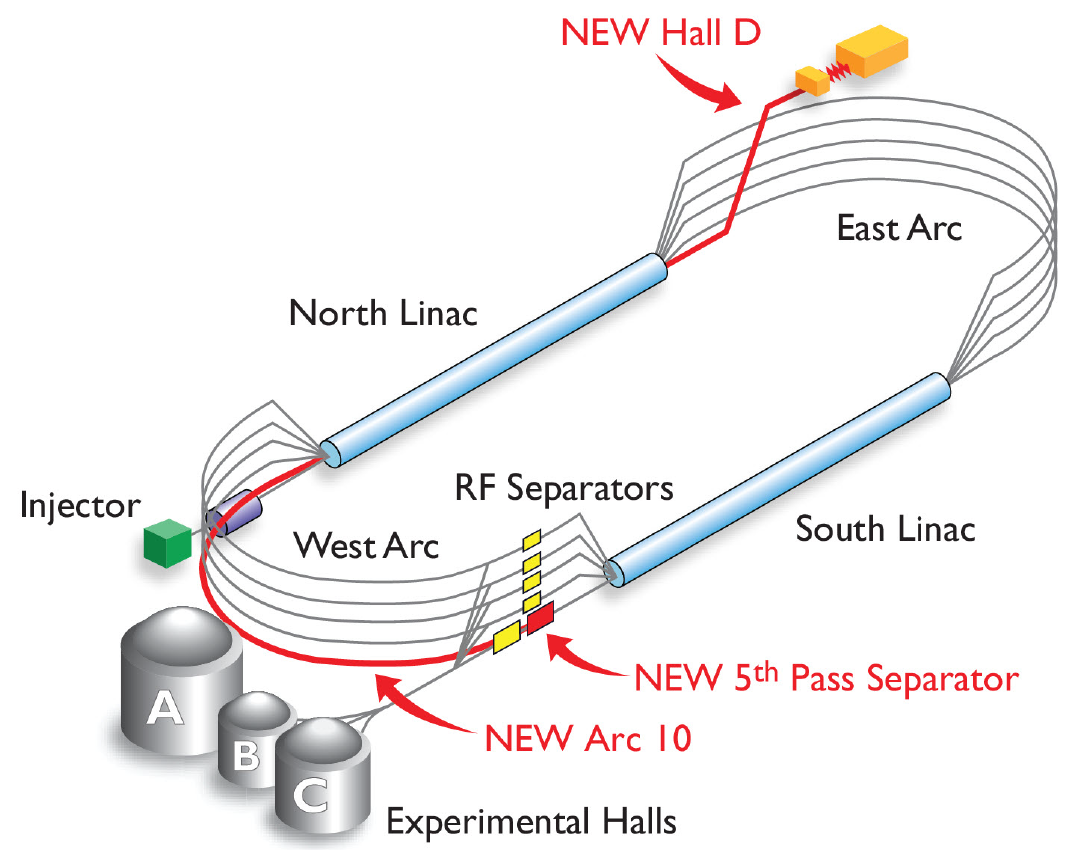 NEW Hall D
East Arc
North Linac
RF Separators
Injector
South Linac
West Arc
NEW 5th Pass Separator
A
NEW Arc 10
B
C
Experimental Halls